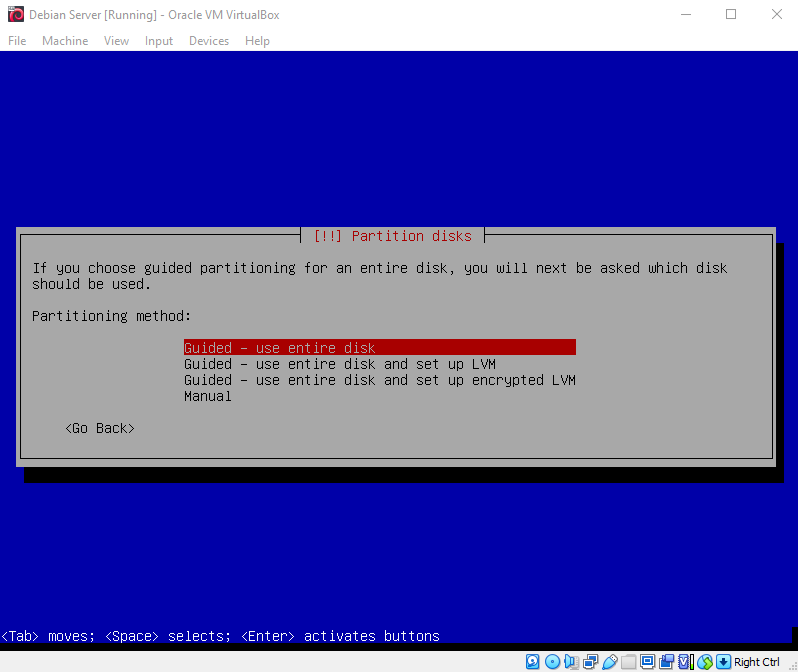 Debian Server [Running] - Oracle VM VirtualBox
File Machine View Input Devices Help
[!!] Partition disks
If you choose guided partitioning for an entire disk, you will next be asked which disk
should be used.
Partitioning method:
Guided - use entire disk
Guided - use entire disk and set up LVM
Guided - use entire disk and set up encrypted LVM
Manual
<Go Back>
<Tab> moves; <Space> selects; <Enter> activates buttons
Right Ctrl